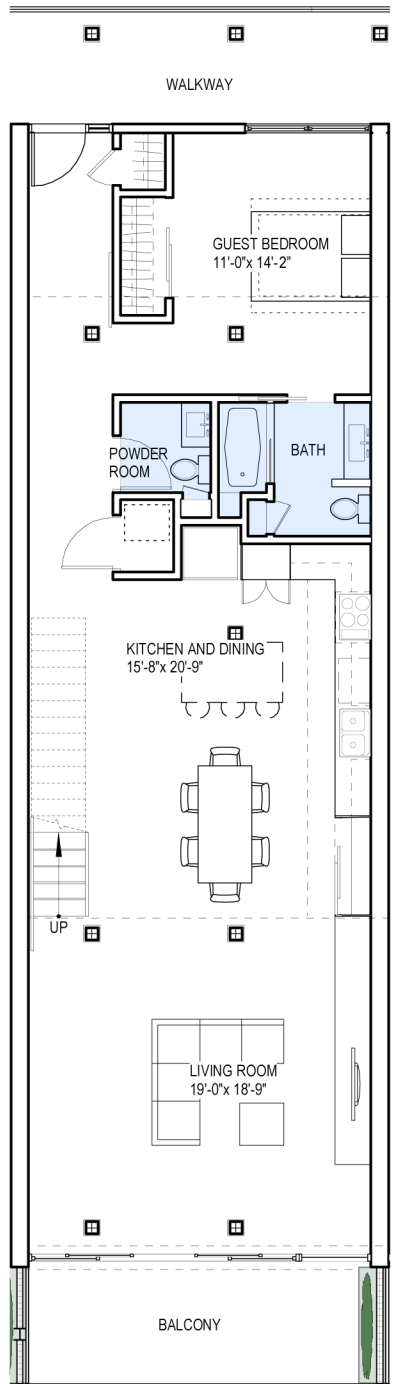 WALKWAY
GUEST BEDROOM
11'-0"x 14'-2"
POWDER
ROOM
BATH
KITCHEN AND DINING
15'-8"x 20'-9"
UP
LIVING ROOM
19'-0"x 18'-9"
BALCONY